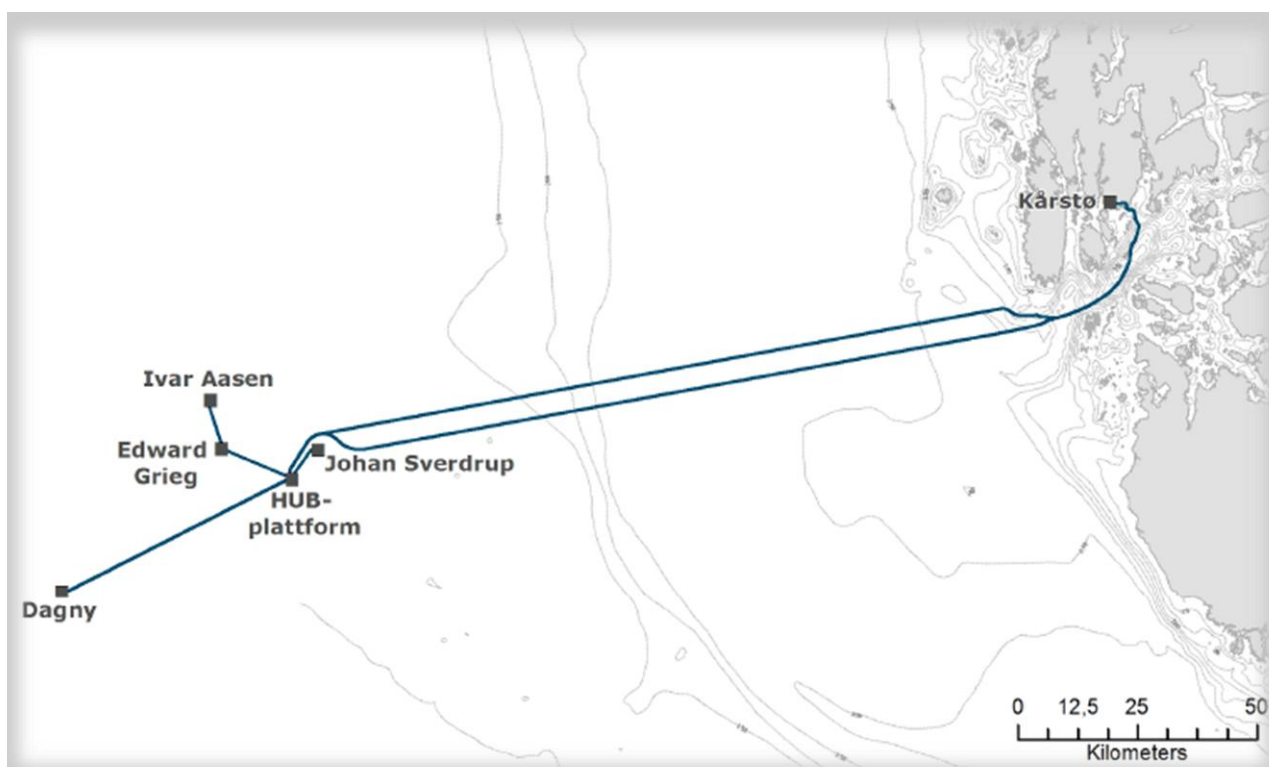 Kårstø
Ivar Aasen
Edward
Grieg
Johan Sverdrup
HUB-
plattform
Dagny
0 12,5 25 50
Kilometers